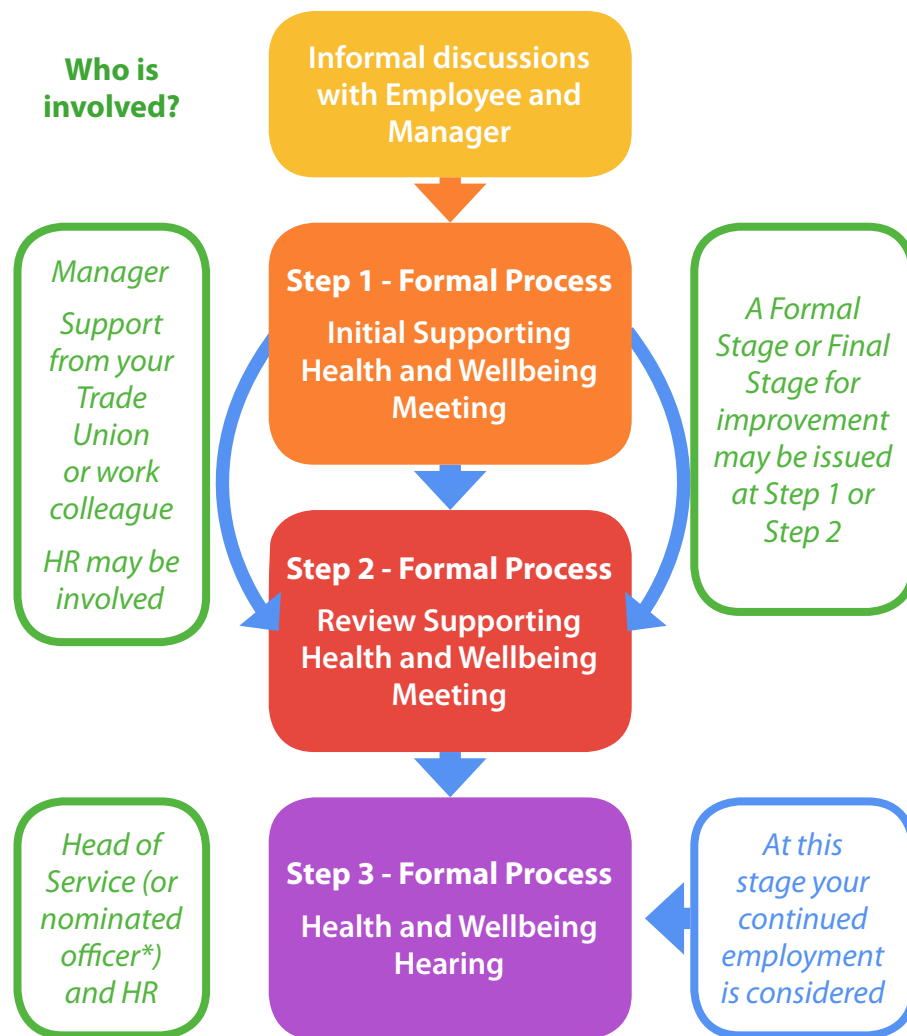 Who is
involved?
Informal discussions
with Employee and
Manager
Manager
Support
from your
Trade
Union
or work
colleague
HR may be
involved
Step 1 - Formal Process
Initial Supporting
Health and Wellbeing
Meeting
A Formal
Stage or Final
Stage for
improvement
may be issued
at Step 1 or
Step 2
Step 2 - Formal Process
Review Supporting
Health and Wellbeing
Meeting
Head of
Service (or
nominated
officer*)
and HR
Step 3 - Formal Process
Health and Wellbeing
Hearing
At this
stage your
continued
employment
is considered